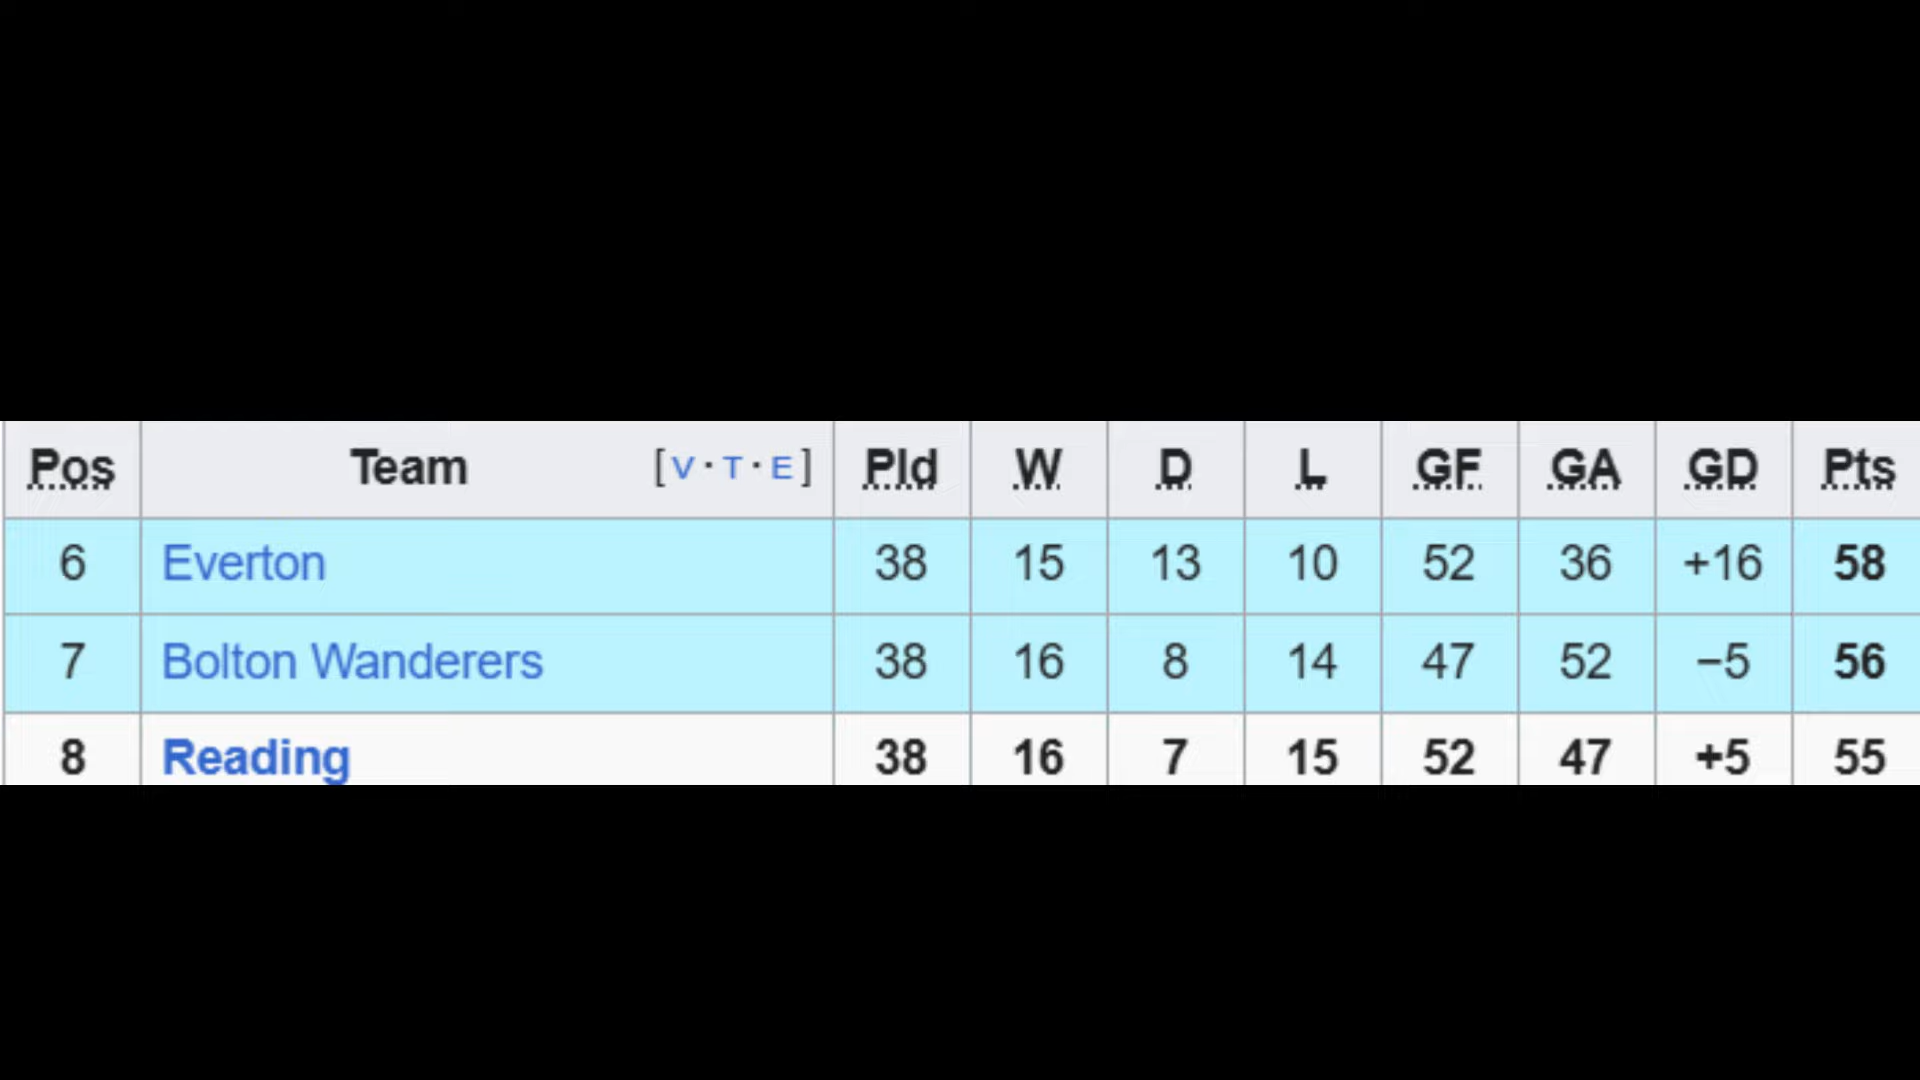 Pos Team [V·T·E] Pld W D L GF GA GD Pts
6 Everton 38 15 13 10 52 36 +16 58
7 Bolton Wanderers 38 16 8 14 47 52 −5 56
8 Reading 38 16 7 15 52 47 +5 55